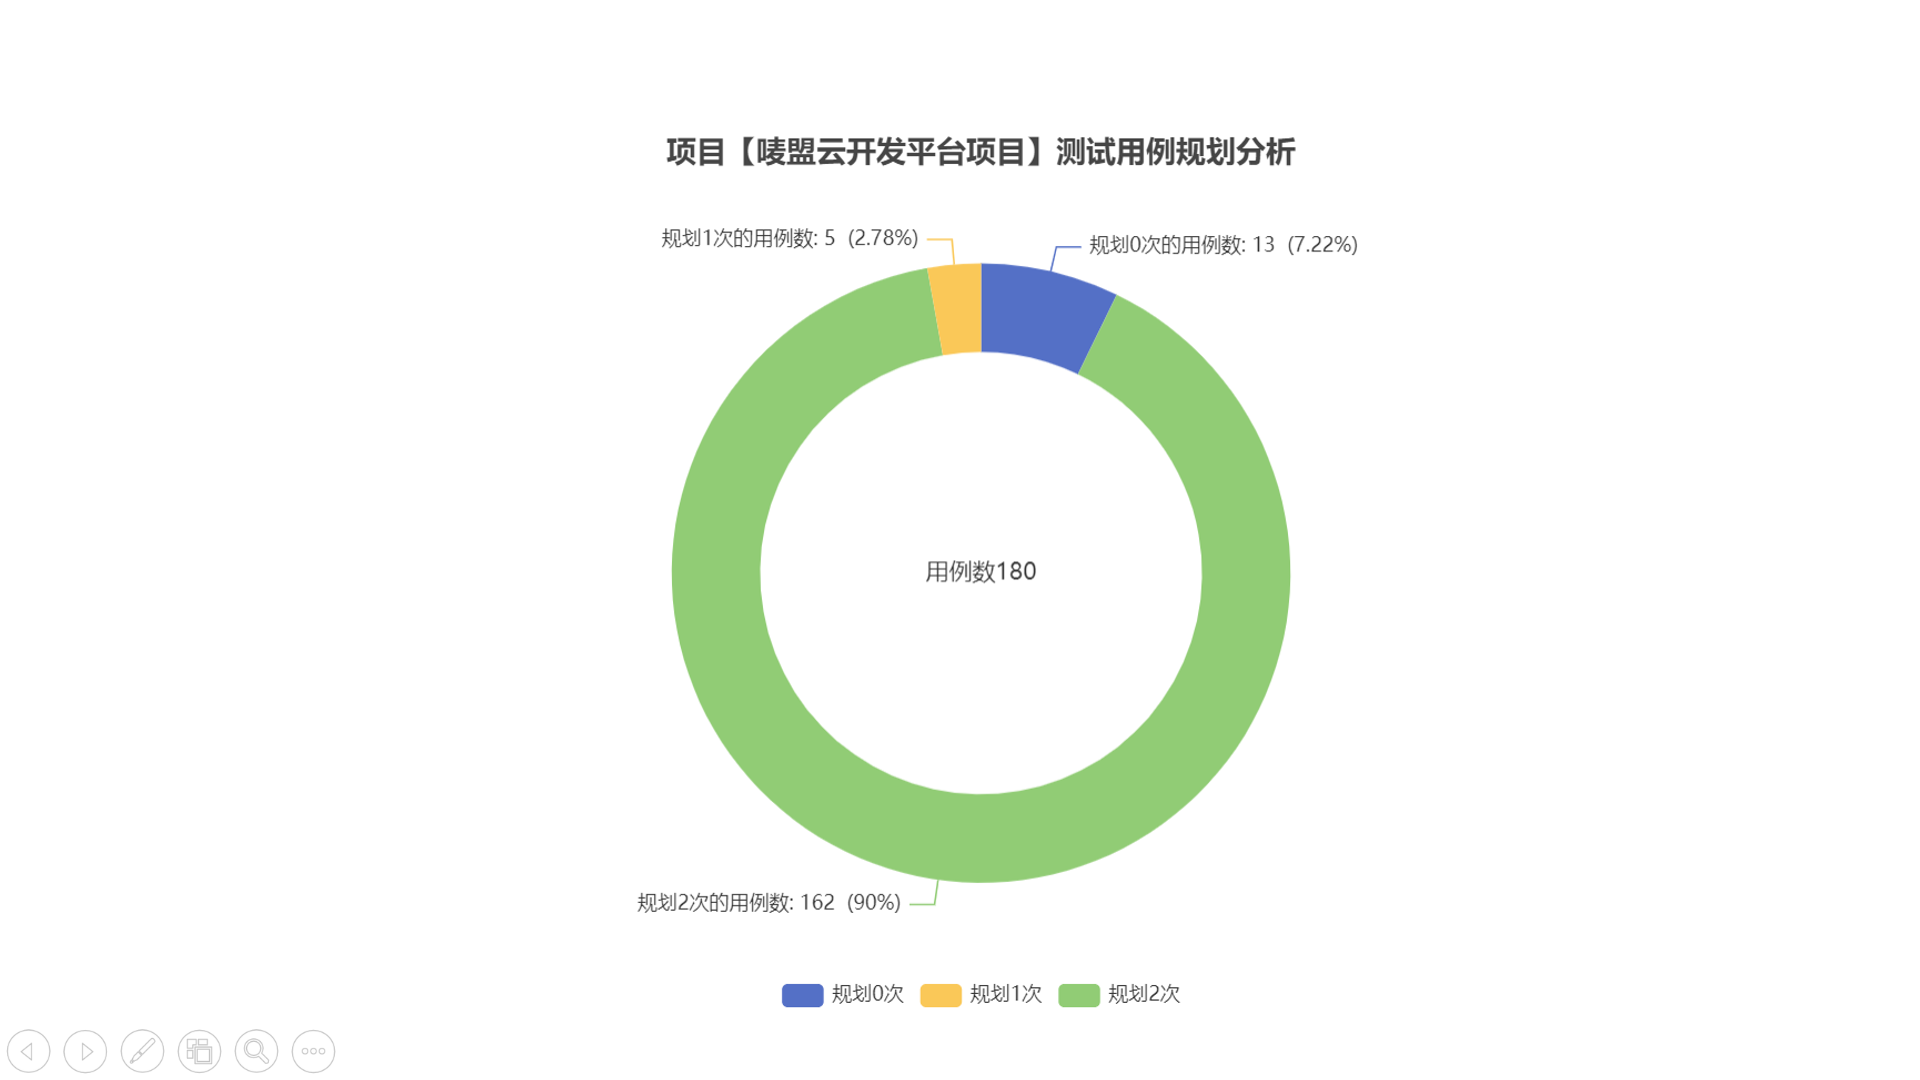 项目【唛盟云开发平台项目】测试用例规划分析
规划1次的用例数: 5 (2.78%)
规划0次的用例数: 13 (7.22%)
用例数180
规划2次的用例数: 162 (90%)
规划0次
规划1次
规划2次